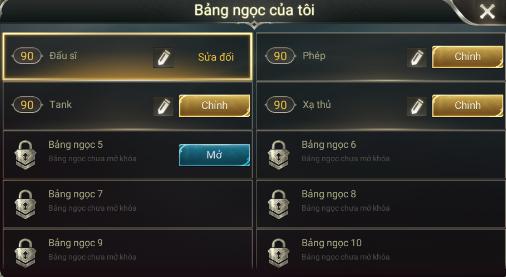 Bảng ngọc của tôi
90 Đấu sĩ Sửa đổi
90 Phép Chỉnh
90 Tank Chỉnh
90 Xạ thủ Chỉnh
Bảng ngọc 5
Bảng ngọc chưa mở khóa
Mở
Bảng ngọc 6
Bảng ngọc chưa mở khóa
Bảng ngọc 7
Bảng ngọc chưa mở khóa
Bảng ngọc 8
Bảng ngọc chưa mở khóa
Bảng ngọc 9
Bảng ngọc chưa mở khóa
Bảng ngọc 10
Bảng ngọc chưa mở khóa